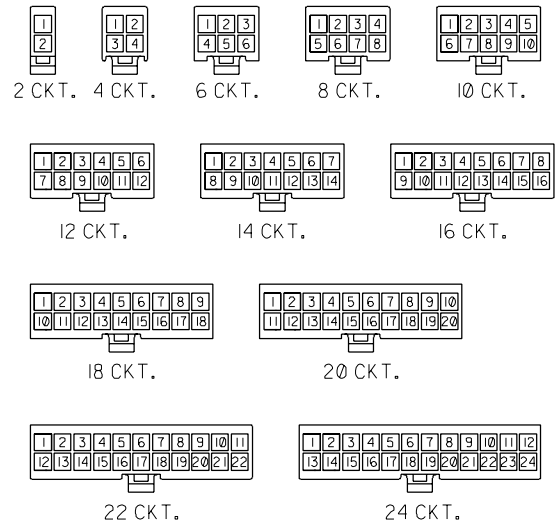 1 1 2 1 2 3 1 2 3 4 1 2 3 4 5
2 3 4 4 5 6 5 6 7 8 6 7 8 9 10
2 CKT. 4 CKT. 6 CKT. 8 CKT. 10 CKT.
1 2 3 4 5 6 1 2 3 4 5 6 7 1 2 3 4 5 6 7 8
7 8 9 10 11 12 8 9 10 11 12 13 14 9 10 11 12 13 14 15 16
12 CKT. 14 CKT. 16 CKT.
1 2 3 4 5 6 7 8 9 1 2 3 4 5 6 7 8 9 10
10 11 12 13 14 15 16 17 18 11 12 13 14 15 16 17 18 19 20
18 CKT. 20 CKT.
1 2 3 4 5 6 7 8 9 10 11 1 2 3 4 5 6 7 8 9 10 11 12
12 13 14 15 16 17 18 19 20 21 22 13 14 15 16 17 18 19 20 21 22 23 24
22 CKT. 24 CKT.